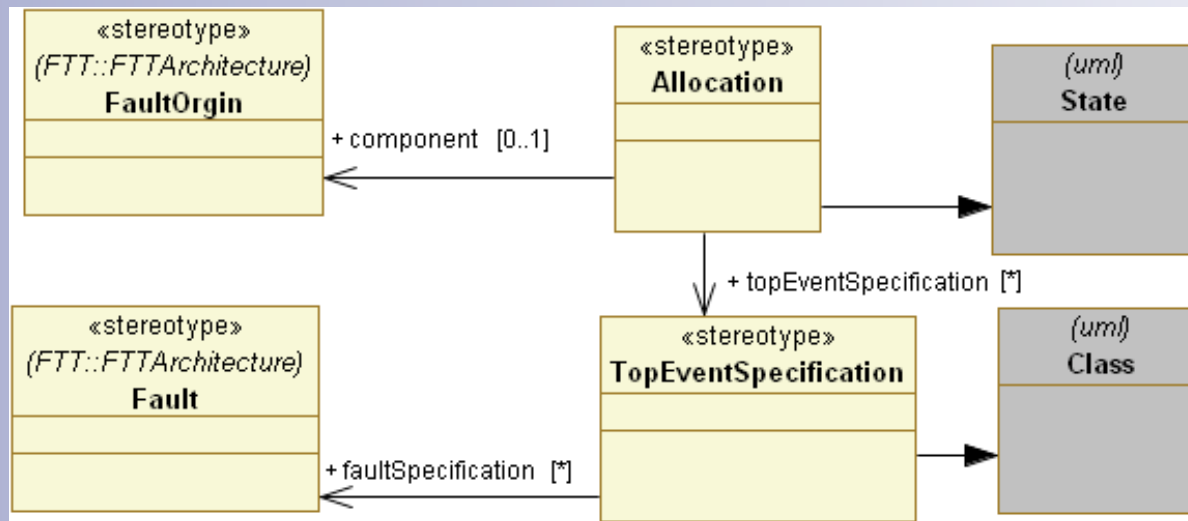 «stereotype»
(FTT::FTTArchitecture)
FaultOrgin
+ component [0..1]
«stereotype»
Allocation
(uml)
State
+ topEventSpecification [*]
«stereotype»
(FTT::FTTArchitecture)
Fault
+ faultSpecification [*]
«stereotype»
TopEventSpecification
(uml)
Class